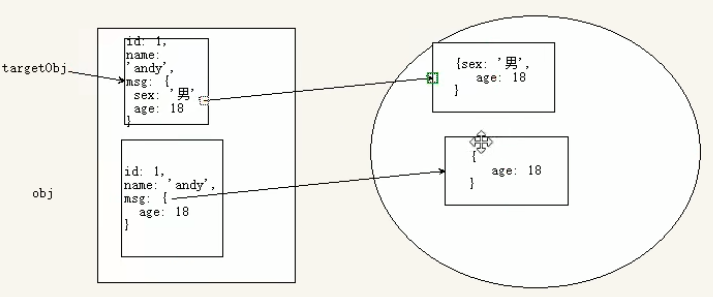 targetObj
id: 1,
name:
'andy',
msg: {
sex: '男',
age: 18
}
obj
id: 1,
name: 'andy',
msg: {
age: 18
}
{sex: '男',
age: 18
}
{
age: 18
}